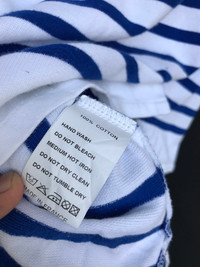 100% COTTON
HAND WASH
DO NOT BLEACH
MEDIUM HOT IRON
DO NOT DRY CLEAN
DO NOT TUMBLE DRY
MADE IN FRANCE